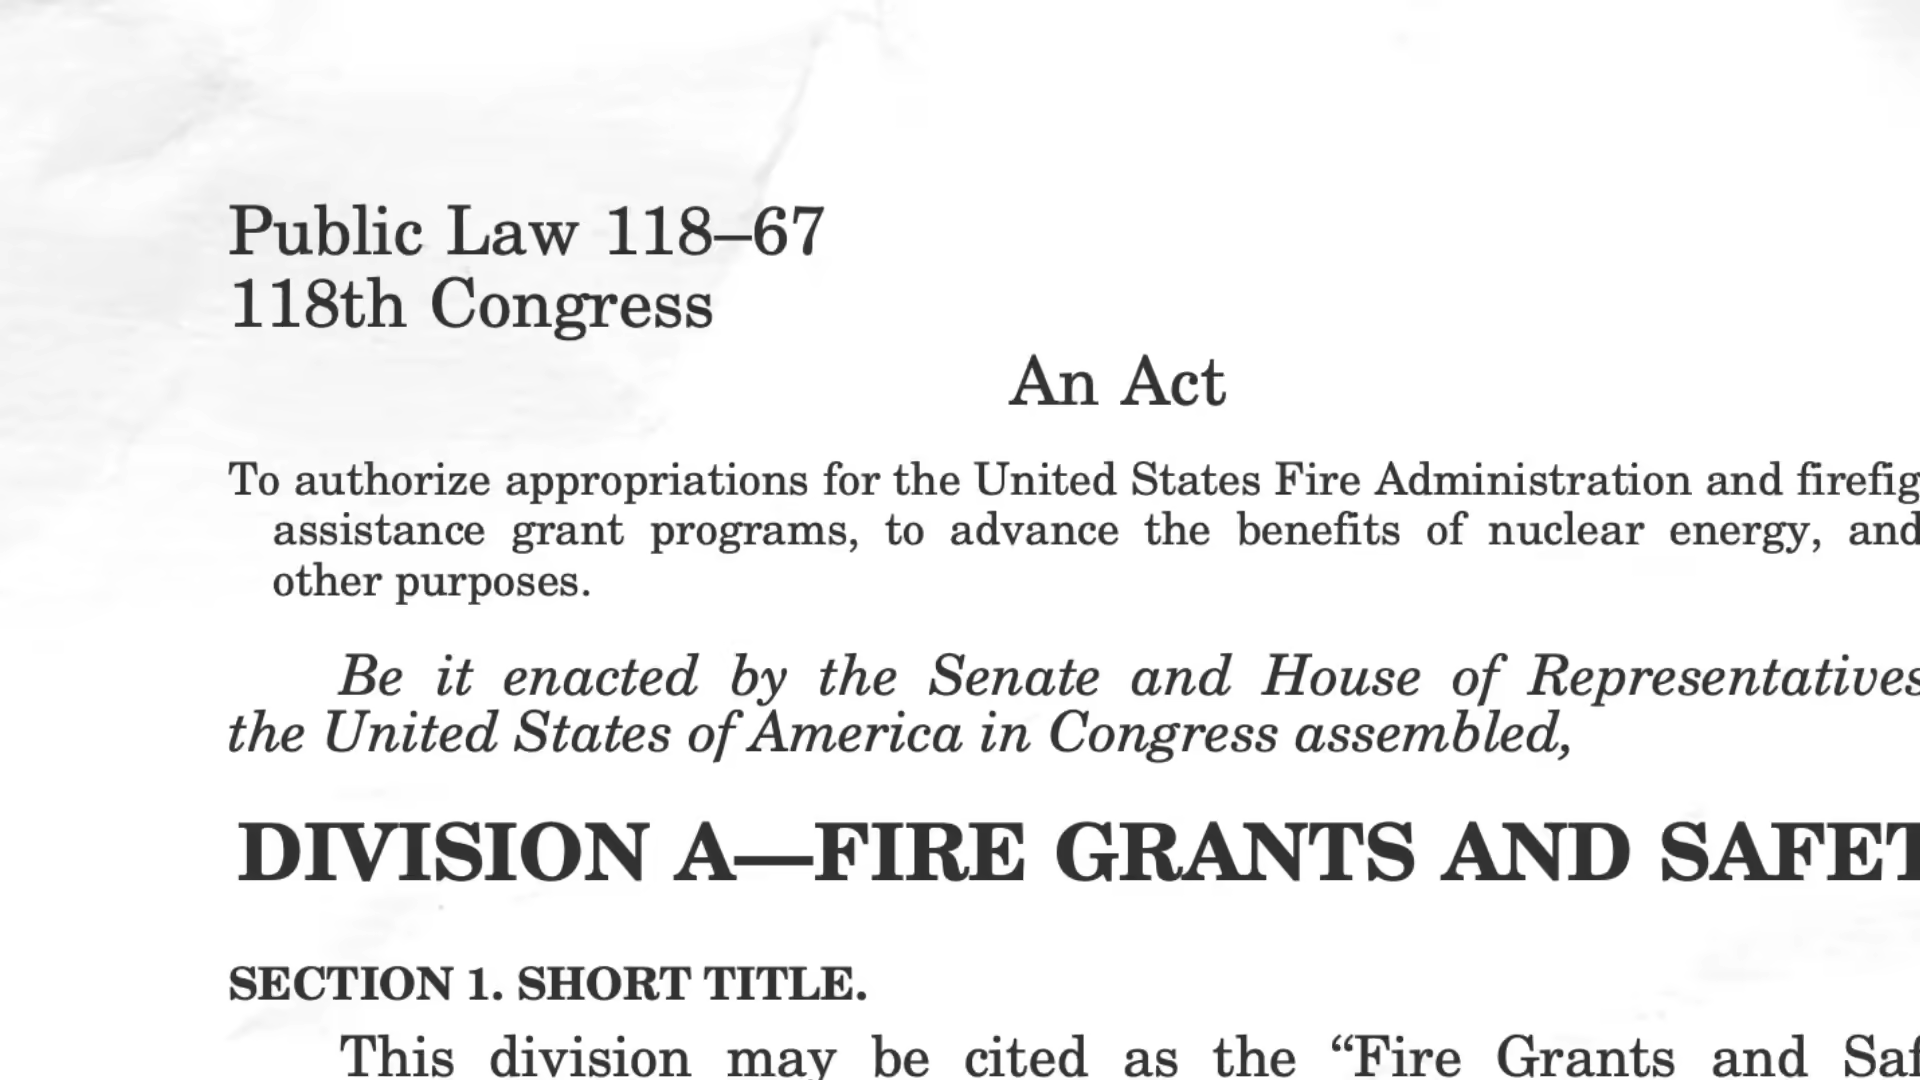 Public Law 118–67
118th Congress
An Act
To authorize appropriations for the United States Fire Administration and firefig
assistance grant programs, to advance the benefits of nuclear energy, and
other purposes.
Be it enacted by the Senate and House of Representatives
the United States of America in Congress assembled,
DIVISION A—FIRE GRANTS AND SAFET
SECTION 1. SHORT TITLE.
This division may be cited as the “Fire Grants and Saf